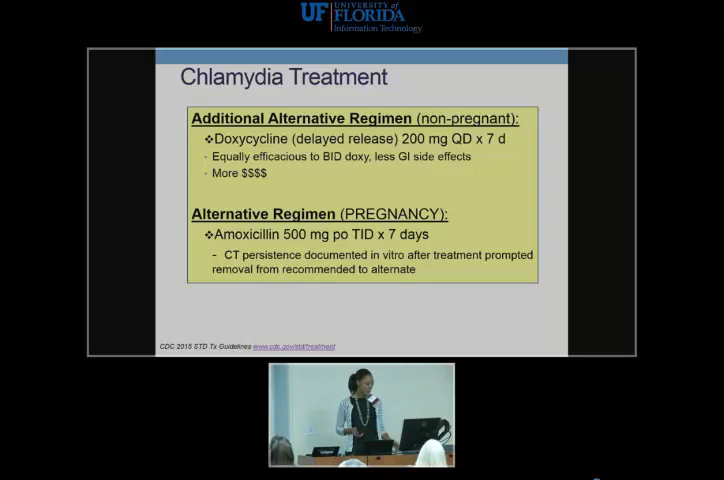 UF UNIVERSITY of
FLORIDA
Information Technology
Chlamydia Treatment
Additional Alternative Regimen (non-pregnant):
❖Doxycycline (delayed release) 200 mg QD x 7 d
• Equally efficacious to BID doxy, less GI side effects
• More $$$$
Alternative Regimen (PREGNANCY):
❖Amoxicillin 500 mg po TID x 7 days
- CT persistence documented in vitro after treatment prompted
removal from recommended to alternate
CDC 2015 STD Tx Guidelines www.cdc.gov/std/treatment